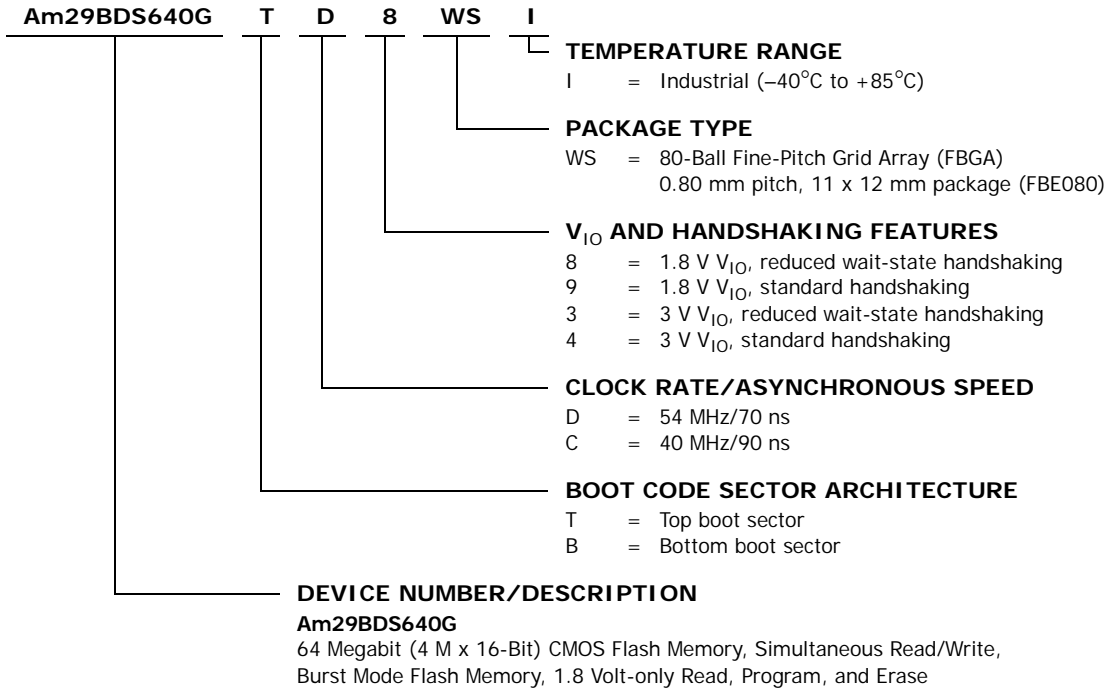 Am29BDS640G T D 8 WS I
TEMPERATURE RANGE
I = Industrial (–40°C to +85°C)
PACKAGE TYPE
WS = 80-Ball Fine-Pitch Grid Array (FBGA)
0.80 mm pitch, 11 x 12 mm package (FBE080)
VIO AND HANDSHAKING FEATURES
8 = 1.8 V VIO, reduced wait-state handshaking
9 = 1.8 V VIO, standard handshaking
3 = 3 V VIO, reduced wait-state handshaking
4 = 3 V VIO, standard handshaking
CLOCK RATE/ASYNCHRONOUS SPEED
D = 54 MHz/70 ns
C = 40 MHz/90 ns
BOOT CODE SECTOR ARCHITECTURE
T = Top boot sector
B = Bottom boot sector
DEVICE NUMBER/DESCRIPTION
Am29BDS640G
64 Megabit (4 M x 16-Bit) CMOS Flash Memory, Simultaneous Read/Write,
Burst Mode Flash Memory, 1.8 Volt-only Read, Program, and Erase